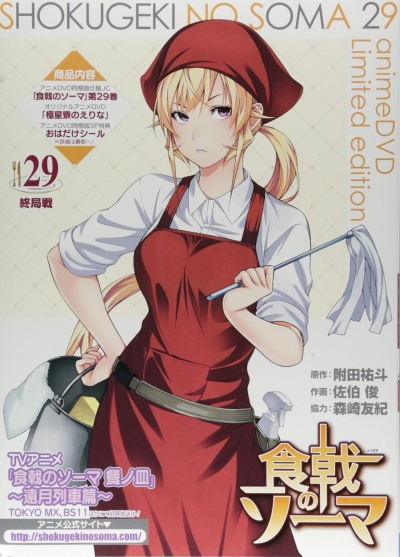 SHOKUGEKI NO SOMA 29
animeDVD
Limited edition
商品内容
アニメDVD同梱版仕様JC
「食戟のソーマ」第29巻
オリジナルアニメDVD
「極星寮のえりな」
アニメDVD同梱版SP特典
おはだけシール
29
終局戦
原作・附田祐斗
作画・佐伯 俊
協力・森崎友紀
TVアニメ
「食戟のソーマ 餐ノ皿」
〜遠月列車篇〜
TOKYO MX、BS11
アニメ公式サイト▼
http://shokugekinosoma.com/
食戟の
ソーマ